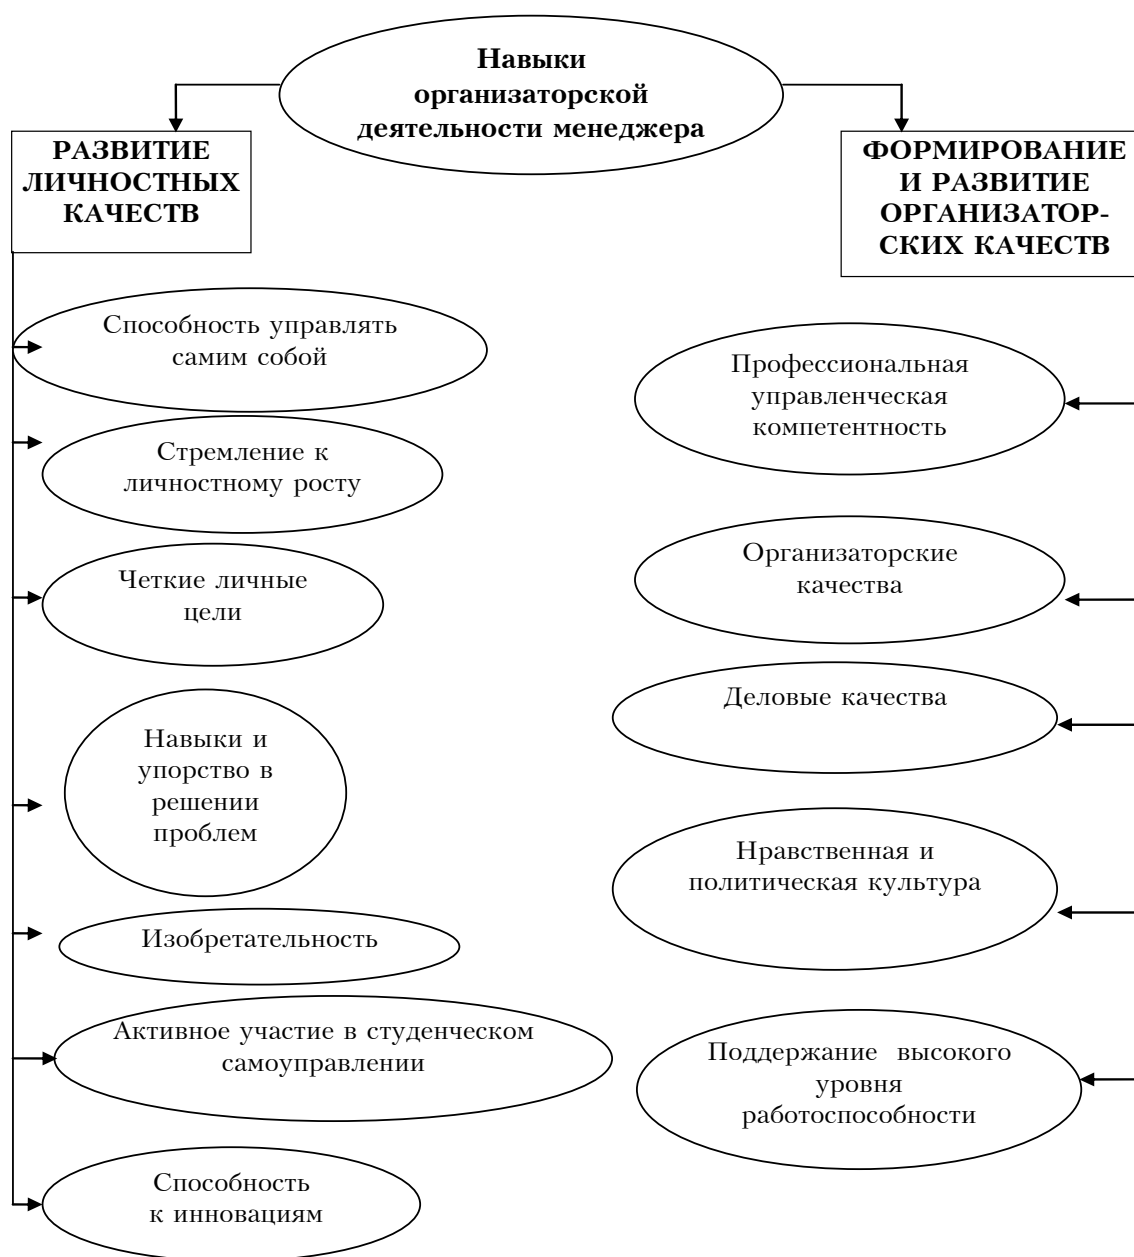 Навыки
организаторской
деятельности менеджера
РАЗВИТИЕ
ЛИЧНОСТНЫХ
КАЧЕСТВ
ФОРМИРОВАНИЕ
И РАЗВИТИЕ
ОРГАНИЗАТОР-
СКИХ КАЧЕСТВ
Способность управлять
самим собой
Стремление к
личностному росту
Четкие личные
цели
Навыки и
упорство в
решении
проблем
Изобретательность
Активное участие в студенческом
самоуправлении
Способность
к инновациям
Профессиональная
управленческая
компетентность
Организаторские
качества
Деловые качества
Нравственная и
политическая культура
Поддержание высокого
уровня
работоспособности